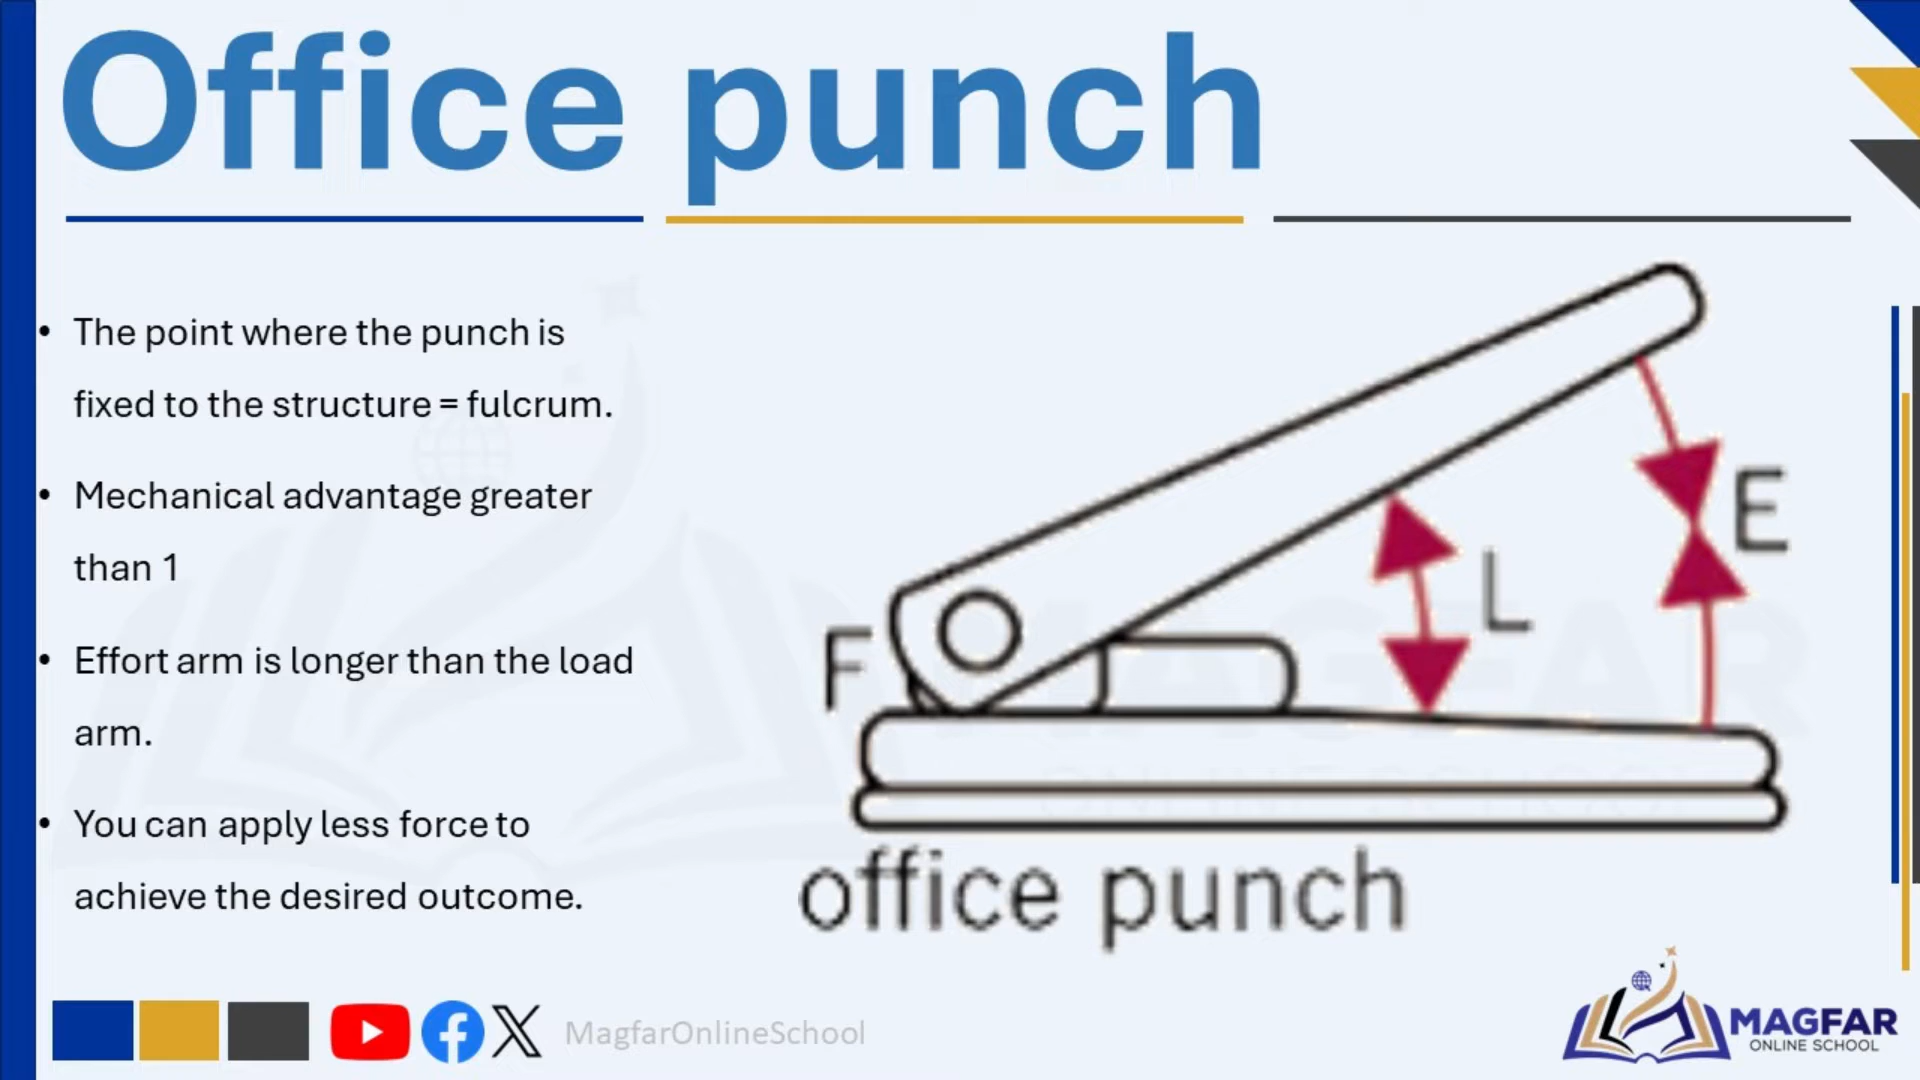 Office punch
• The point where the punch is
fixed to the structure = fulcrum.
• Mechanical advantage greater
than 1
• Effort arm is longer than the load
arm.
• You can apply less force to
achieve the desired outcome.
E
L
F
office punch
MagfarOnlineSchool
MAGFAR
ONLINE SCHOOL